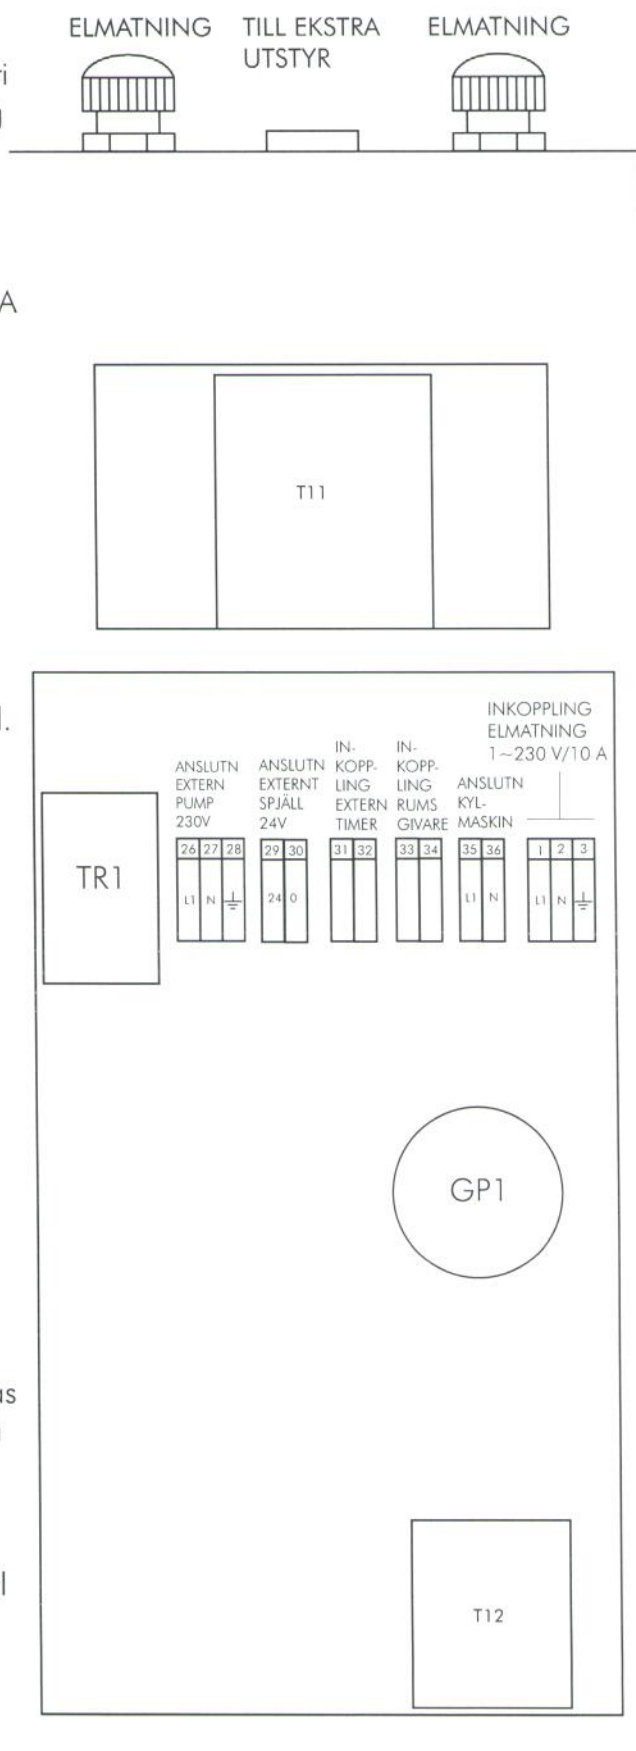 ELMATNING
TILL EKSTRA
UTSTYR
ELMATNING
ri
A
T11
l.
INKOPPLING
ELMATNING
1~230 V/10 A
ANSLUTN
EXTERN
PUMP
230V
ANSLUTN
EXTERNT
SPJÄLL
24V
IN-
KOPP-
LING
EXTERN
TIMER
IN-
KOPP-
LING
RUMS
GIVARE
ANSLUTN
KYL-
MASKIN
TR1
26 27 28
29 30
31 32
33 34
35 36
1 2 3
L1 N
24 0
L1 N
L1 N
GP1
as
l
T12